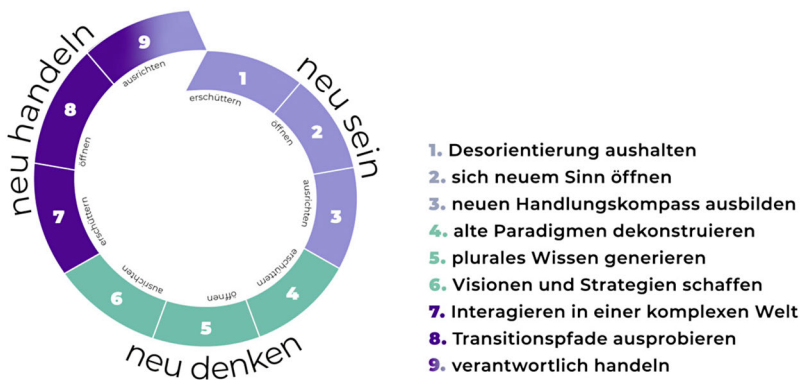 neu sein
1
erschüttern
2
öffnen
3
ausrichten
neu denken
4
erschüttern
5
öffnen
6
ausrichten
neu handeln
7
erschüttern
8
öffnen
9
ausrichten
1. Desorientierung aushalten
2. sich neuem Sinn öffnen
3. neuen Handlungskompass ausbilden
4. alte Paradigmen dekonstruieren
5. plurales Wissen generieren
6. Visionen und Strategien schaffen
7. Interagieren in einer komplexen Welt
8. Transitionspfade ausprobieren
9. verantwortlich handeln